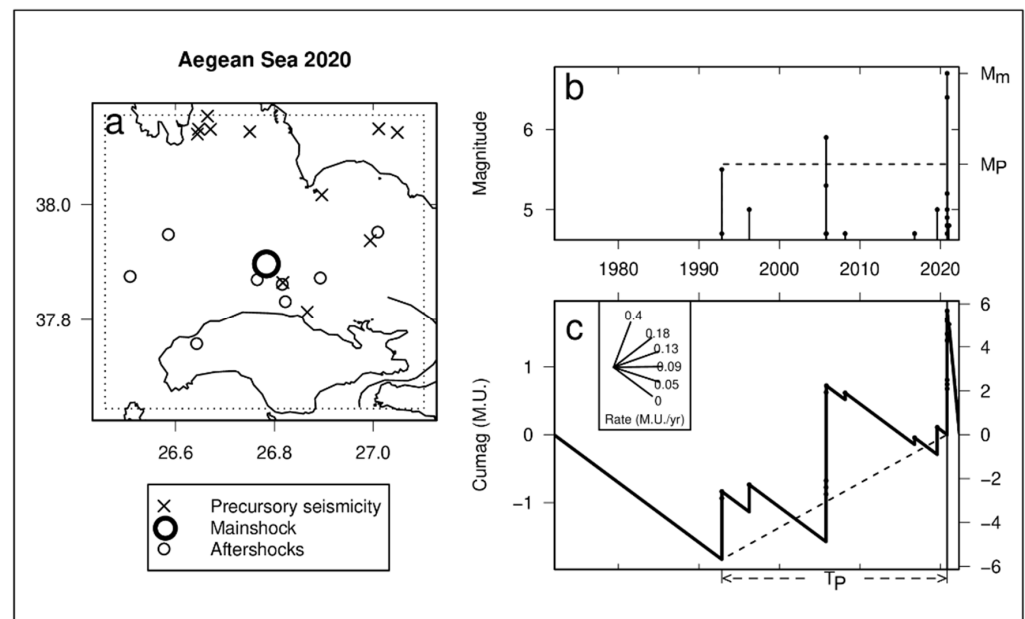 Aegean Sea 2020
a
38.0
37.8
26.6 26.8 27.0
Precursory seismicity
Mainshock
Aftershocks
b
Magnitude
6
5
Mm
MP
1980 1990 2000 2010 2020
c
Cumag (M.U.)
1
0
−1
0.4
0.18
0.13
0.09
0.05
0
Rate (M.U./yr)
6
4
2
0
−2
−4
−6
TP